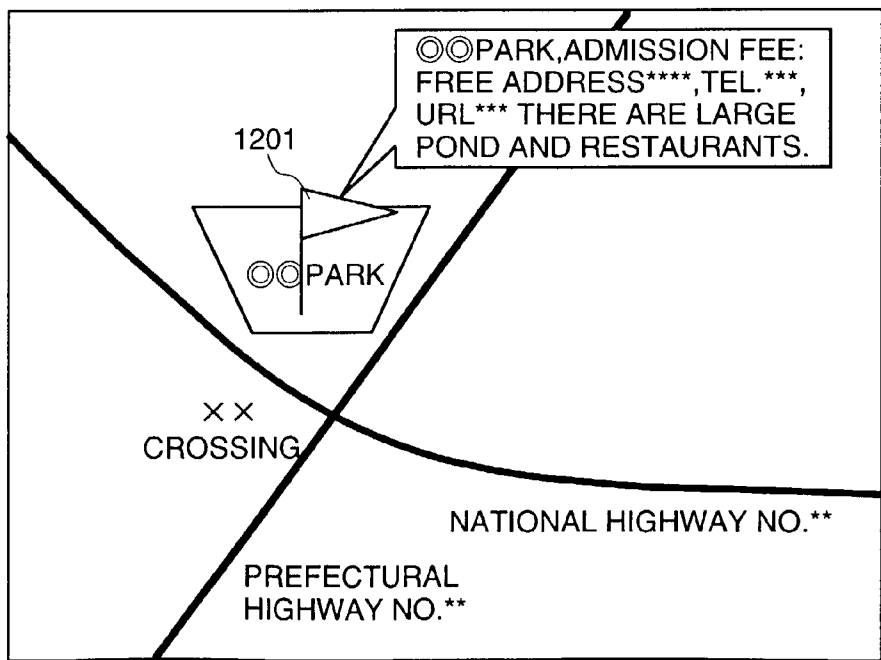 ◎◎PARK,ADMISSION FEE:
FREE ADDRESS****,TEL.***,
URL*** THERE ARE LARGE
POND AND RESTAURANTS.
1201
◎◎PARK
××
CROSSING
NATIONAL HIGHWAY NO.**
PREFECTURAL
HIGHWAY NO.**